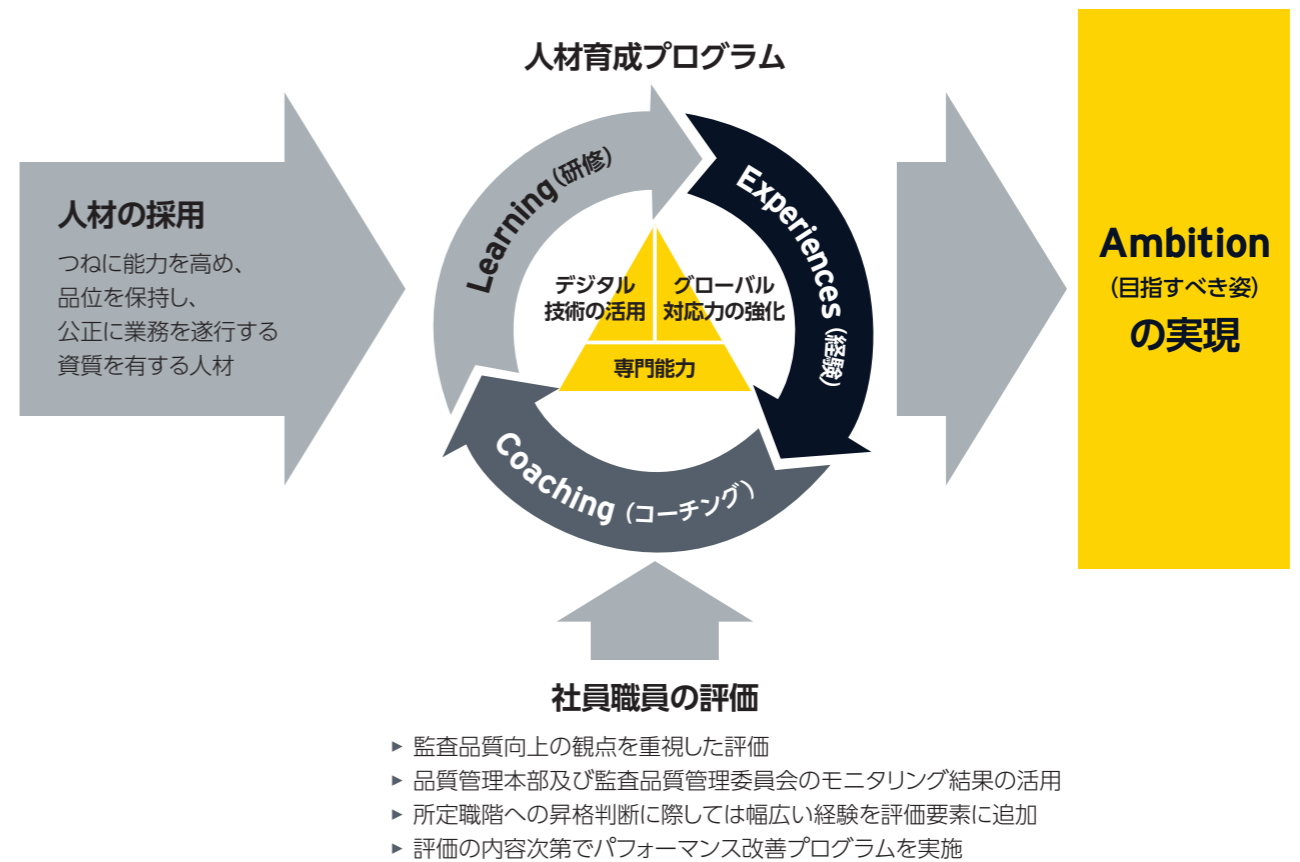 人材育成プログラム
人材の採用
つねに能力を高め、
品位を保持し、
公正に業務を遂行する
資質を有する人材
Learning（研修）
Experiences（経験）
Coaching（コーチング）
デジタル
技術の活用
グローバル
対応力の強化
専門能力
Ambition
（目指すべき姿）
の実現
社員職員の評価
▶ 監査品質向上の観点を重視した評価
▶ 品質管理本部及び監査品質管理委員会のモニタリング結果の活用
▶ 所定職階への昇格判断に際しては幅広い経験を評価要素に追加
▶ 評価の内容次第でパフォーマンス改善プログラムを実施